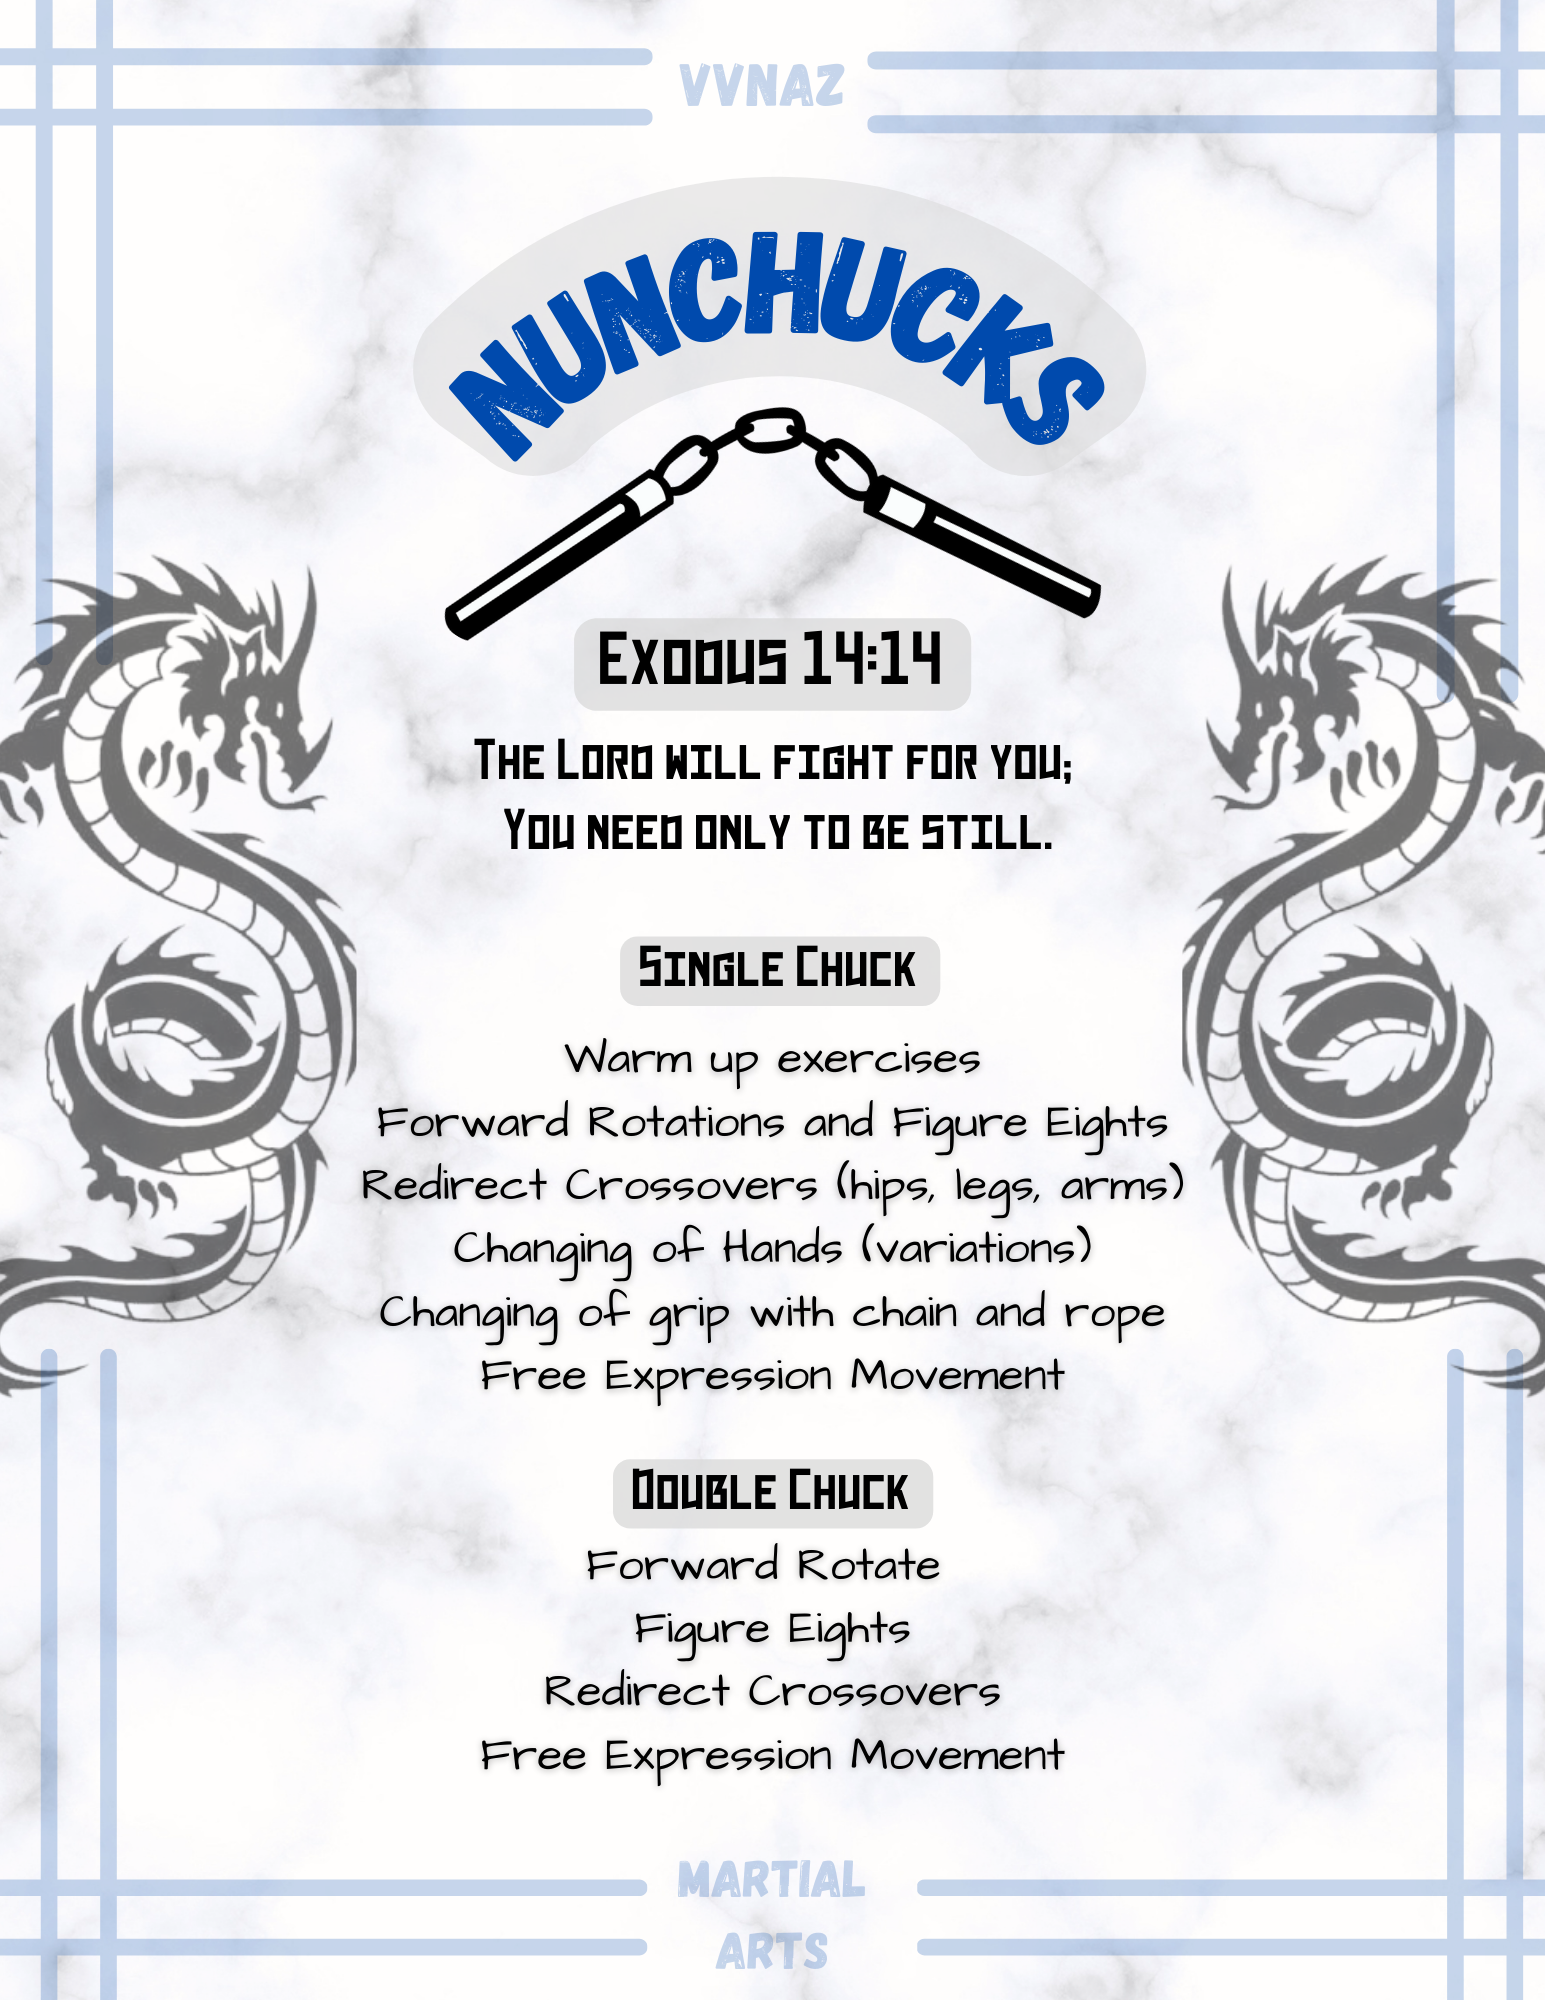 VVNAZ
NUNCHUCKS
Exodus 14:14
The Lord will fight for you;
You need only to be still.
Single Chuck
Warm up exercises
Forward Rotations and Figure Eights
Redirect Crossovers (hips, legs, arms)
Changing of Hands (variations)
Changing of grip with chain and rope
Free Expression Movement
Double Chuck
Forward Rotate
Figure Eights
Redirect Crossovers
Free Expression Movement
MARTIAL
ARTS